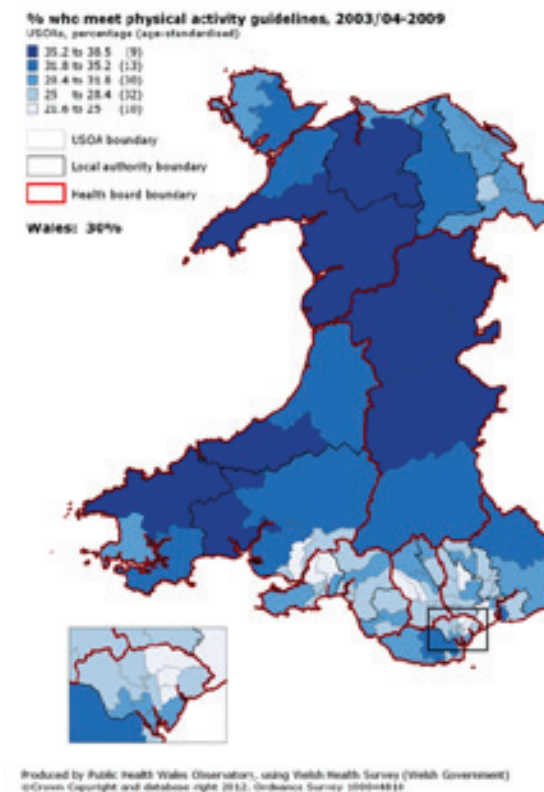 % who meet physical activity guidelines, 2003/04-2009
USOAs, percentage (age-standardised)
35.2 to 38.5 (9)
31.8 to 35.2 (13)
28.4 to 31.8 (30)
25 to 28.4 (32)
21.6 to 25 (10)
USOA boundary
Local authority boundary
Health board boundary
Wales: 30%
Produced by Public Health Wales Observatory, using Welsh Health Survey (Welsh Government)
©Crown Copyright and database right 2012. Ordnance Survey